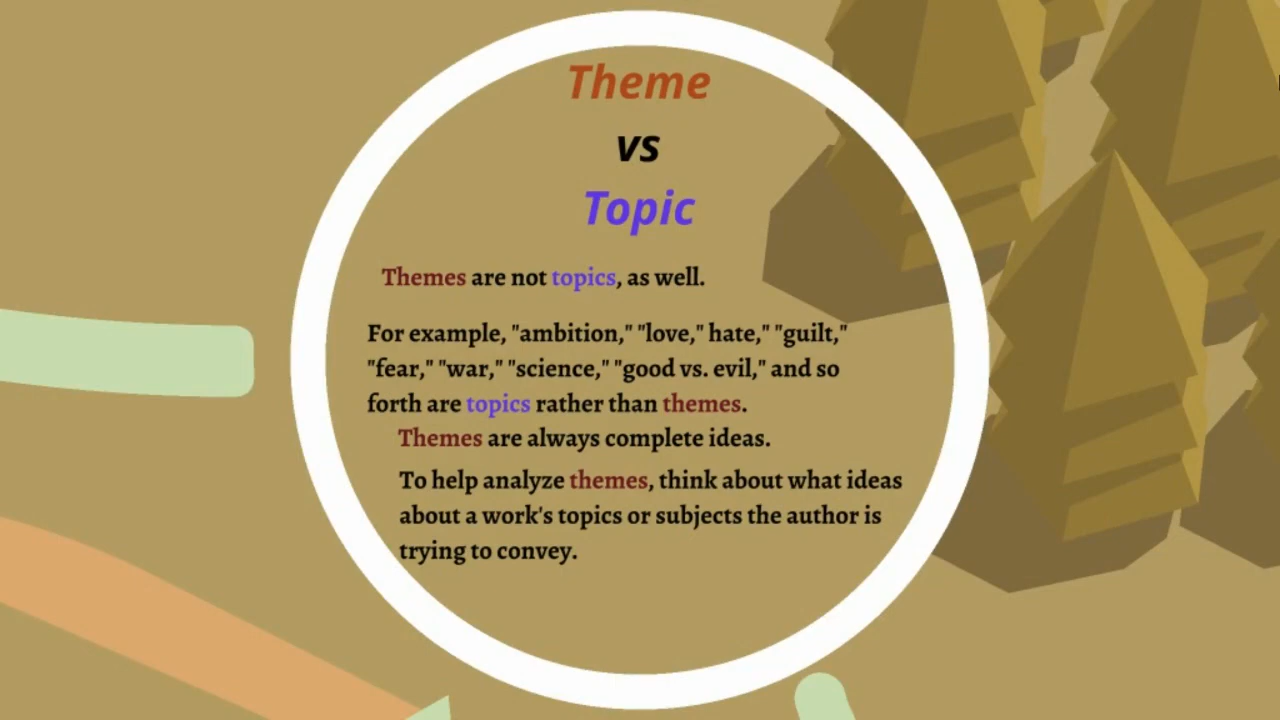 Theme
vs
Topic
Themes are not topics, as well.
For example, "ambition," "love," hate," "guilt,"
"fear," "war," "science," "good vs. evil," and so
forth are topics rather than themes.
Themes are always complete ideas.
To help analyze themes, think about what ideas
about a work's topics or subjects the author is
trying to convey.